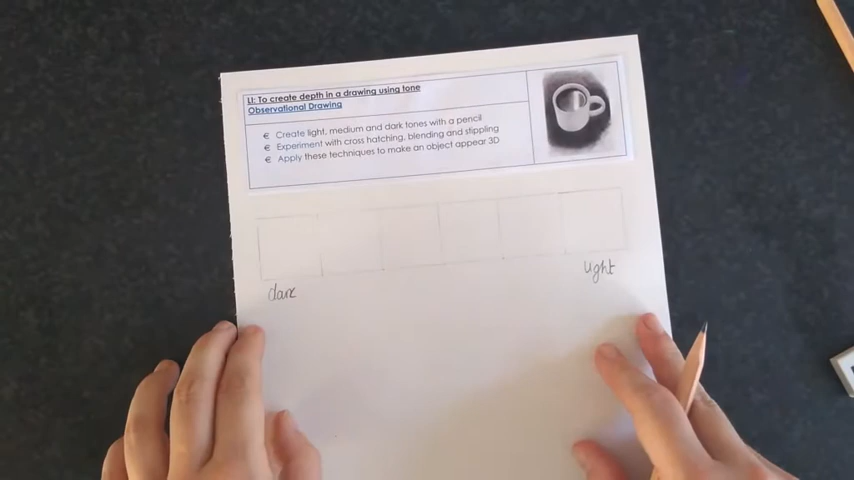 LI: To create depth in a drawing using tone
Observational Drawing
€ Create light, medium and dark tones with a pencil
€ Experiment with cross hatching, blending and stippling
€ Apply these techniques to make an object appear 3D
dark
light